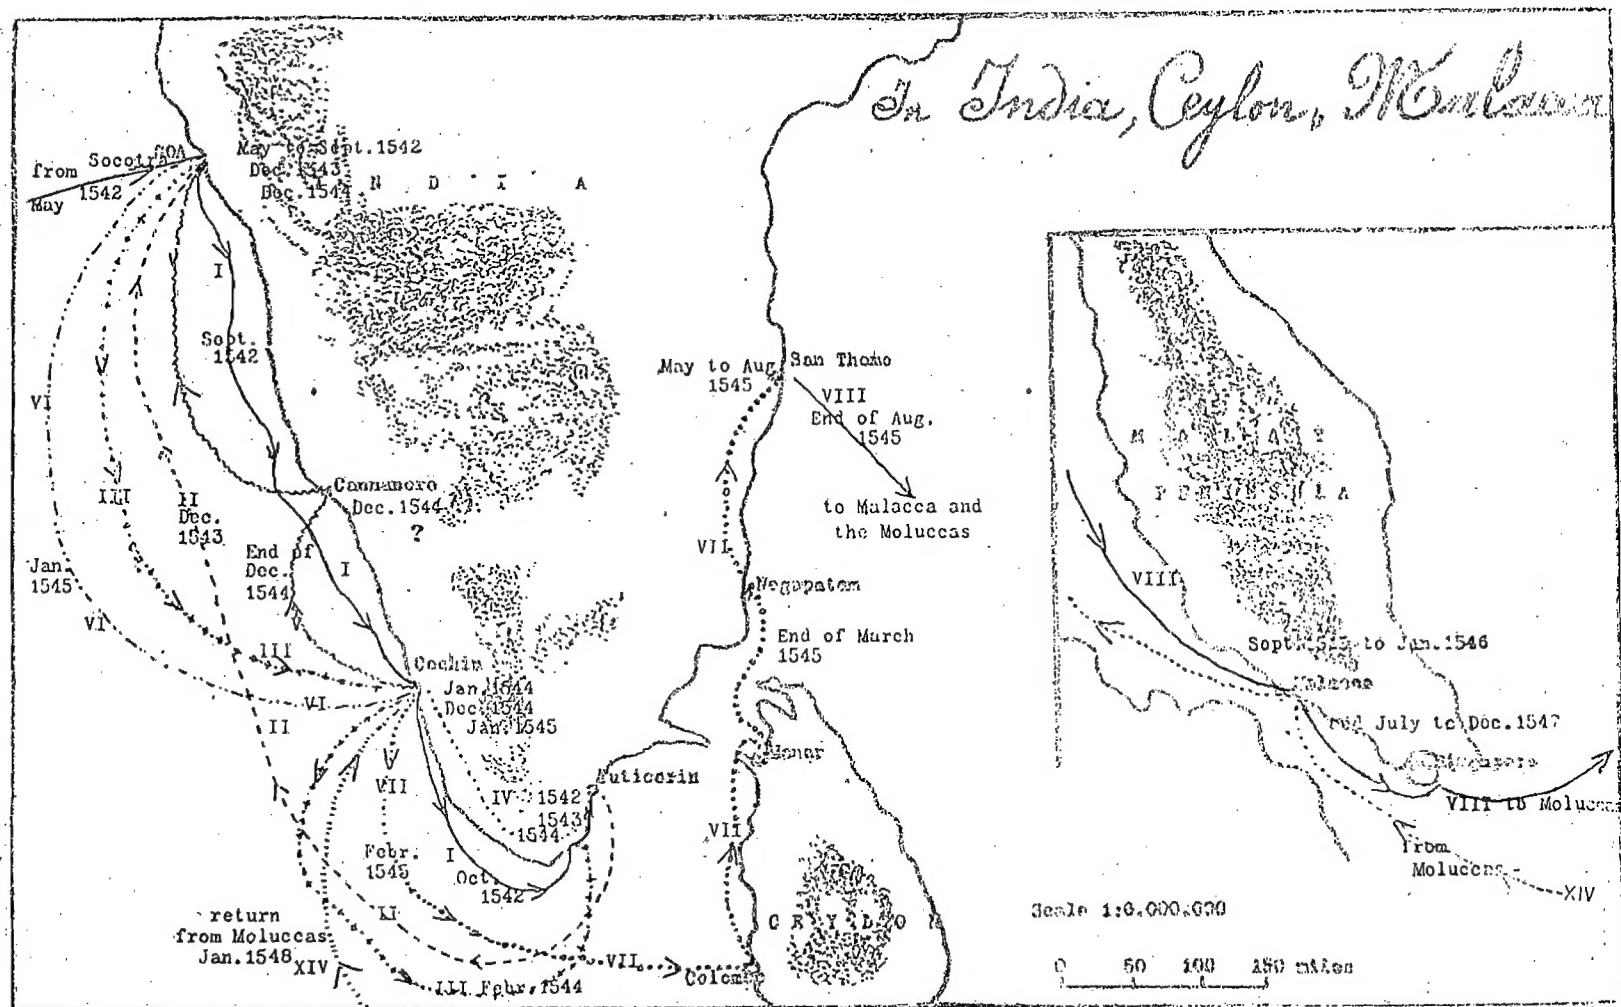 In India, Ceylon, Malacca
from Socotra
May 1542
GOA
May to Sept.1542
Dec.1543
Dec.1544
I N D I A
I
Sept.
1542
VI
III
II
Dec.
1543
Cannanore
Dec.1544
?
End of
Dec.
1544
V
I
Jan.
1545
VI
III
VI
II
Cochin
Jan.1544
Dec.1544
Jan.1545
VII
IV 1542
1543
1544
Tuticorin
Febr.
1545
I
Oct.
1542
II
return
from Moluccas
Jan.1548
XIV
III Febr.1544
VII
Colombo
San Thome
May to Aug
1545
VIII
End of Aug.
1545
to Malacca and
the Moluccas
VII
Negapatam
End of March
1545
Manar
VII
C E Y L O N
M A L A Y
P E N I N S U L A
VIII
Sept.1545 to Jan.1546
Malacca
and July to Dec.1547
Singapore
VIII to Moluccas
from
Moluccas
XIV
Scale
0 50 100 150 miles